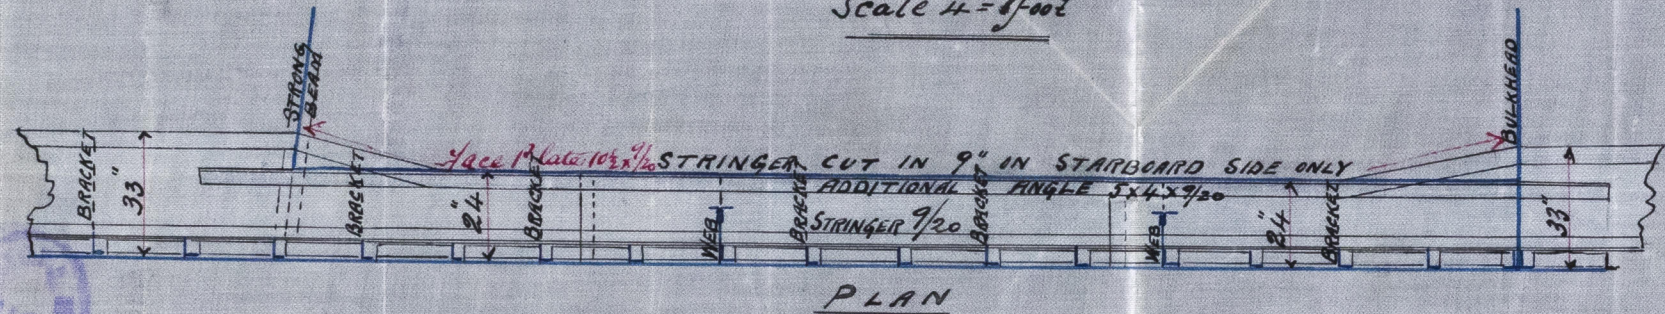 Scale 4 = 1 foot
STRONG
BEAM
BULKHEAD
BRACKET
33"
Face Plate 10½ x 9/20
STRINGER CUT IN 9" IN STARBOARD SIDE ONLY
ADDITIONAL ANGLE 5 x 4 x 9/20
BRACKET
24"
BRACKET
WEB
BRACKET
STRINGER 9/20
BRACKET
WEB
24"
BRACKET
33"
PLAN